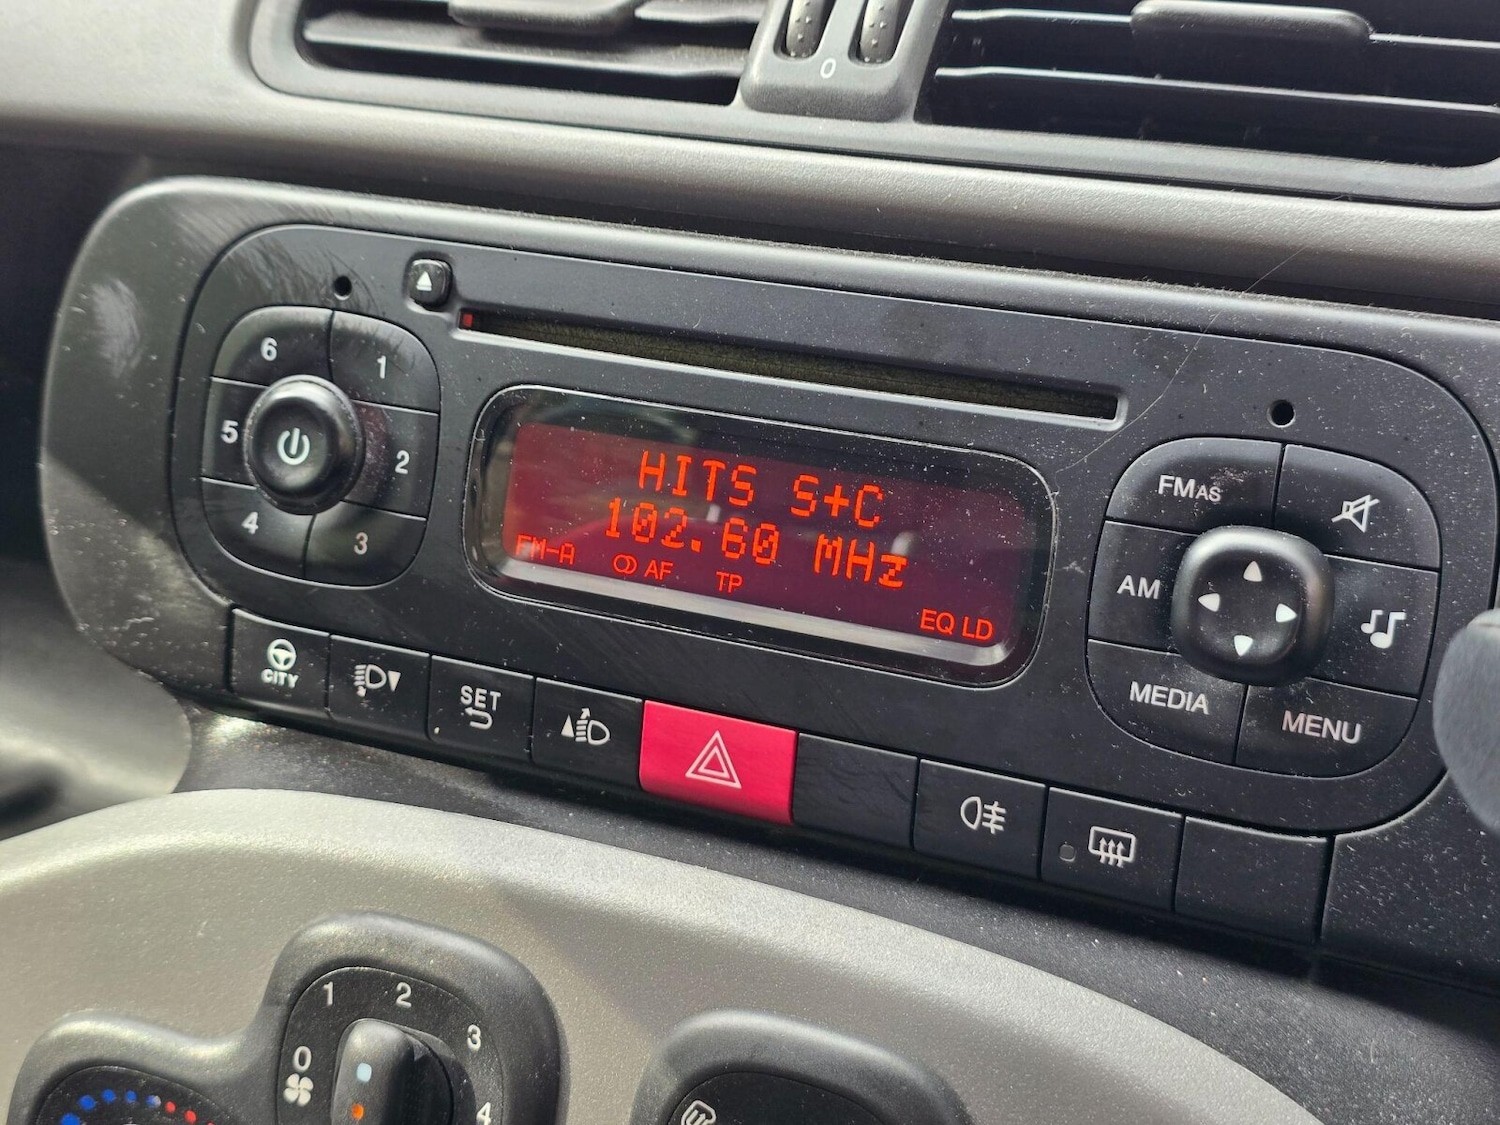 0
6
1
5
2
4
3
HITS S+C
102.60 MHz
FM-A AF TP
EQ LD
FMAS
AM
MEDIA
MENU
CITY
SET
1
2
3
0
4